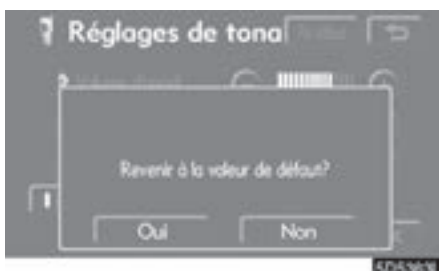 Réglages de tona
Revenir à la valeur de défaut?
Oui
Non